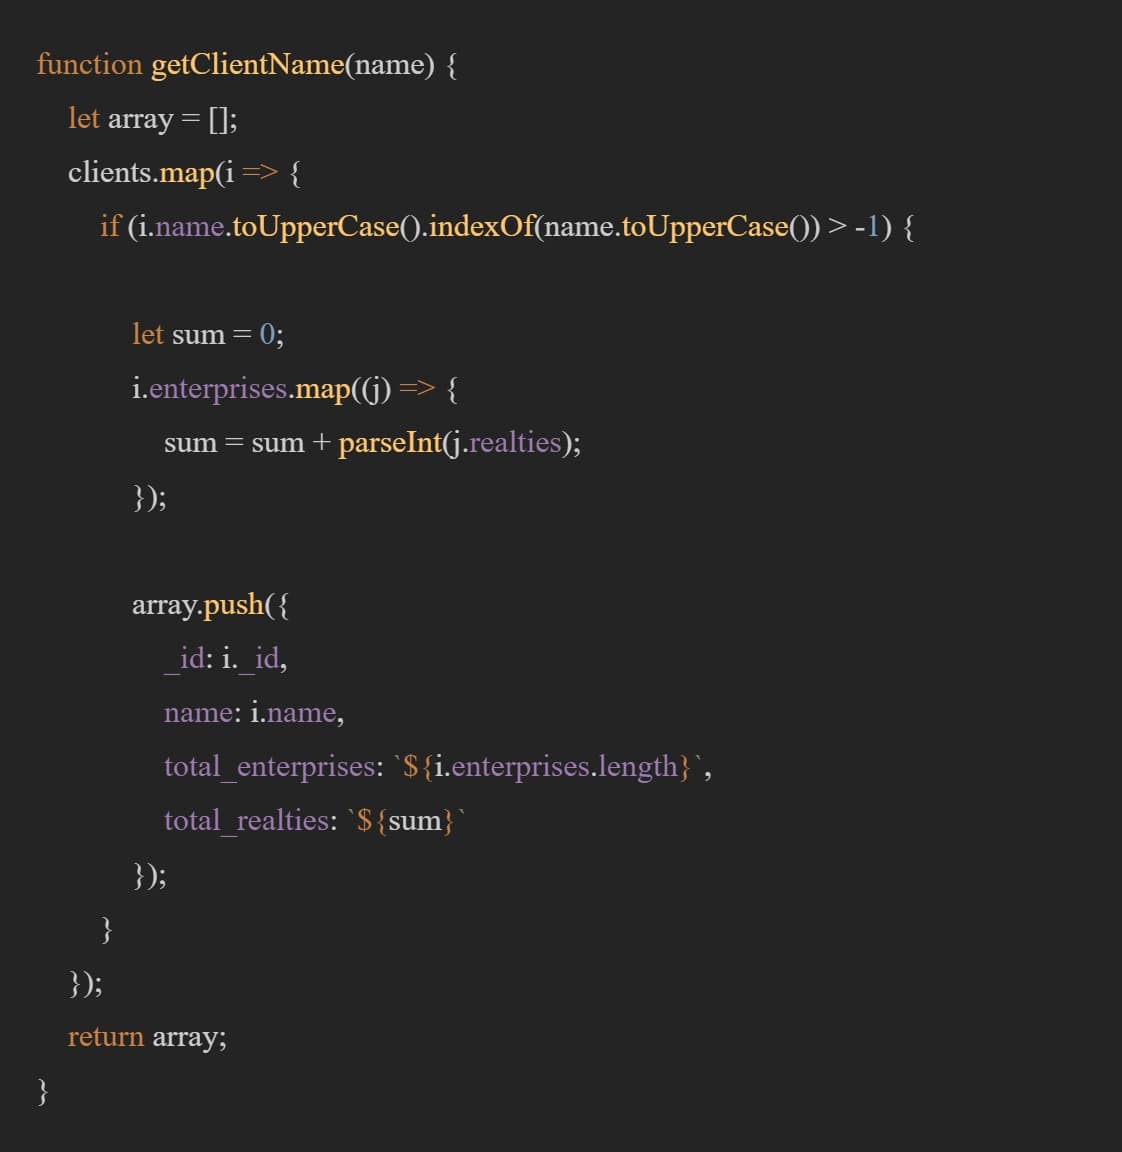 function getClientName(name) {
let array = [];
clients.map(i => {
if (i.name.toUpperCase().indexOf(name.toUpperCase()) > -1) {
let sum = 0;
i.enterprises.map((j) => {
sum = sum + parseInt(j.realties);
});
array.push({
_id: i._id,
name: i.name,
total_enterprises: `${i.enterprises.length}`,
total_realties: `${sum}`
});
}
});
return array;
}